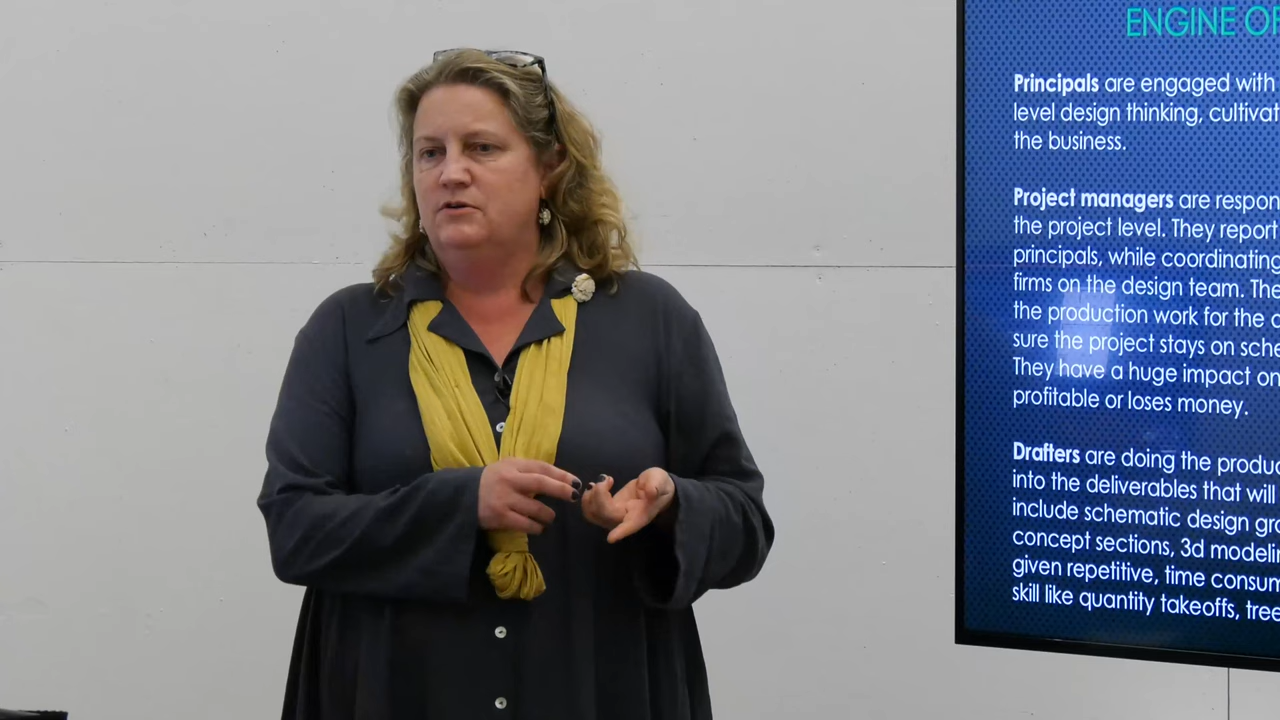 ENGINE OF
Principals are engaged with
level design thinking, cultivat
the business.
Project managers are respon
the project level. They report
principals, while coordinating
firms on the design team. The
the production work for the
sure the project stays on sche
They have a huge impact on
profitable or loses money.
Drafters are doing the produc
into the deliverables that will
include schematic design gra
concept sections, 3d modelin
given repetitive, time consum
skill like quantity takeoffs, tree